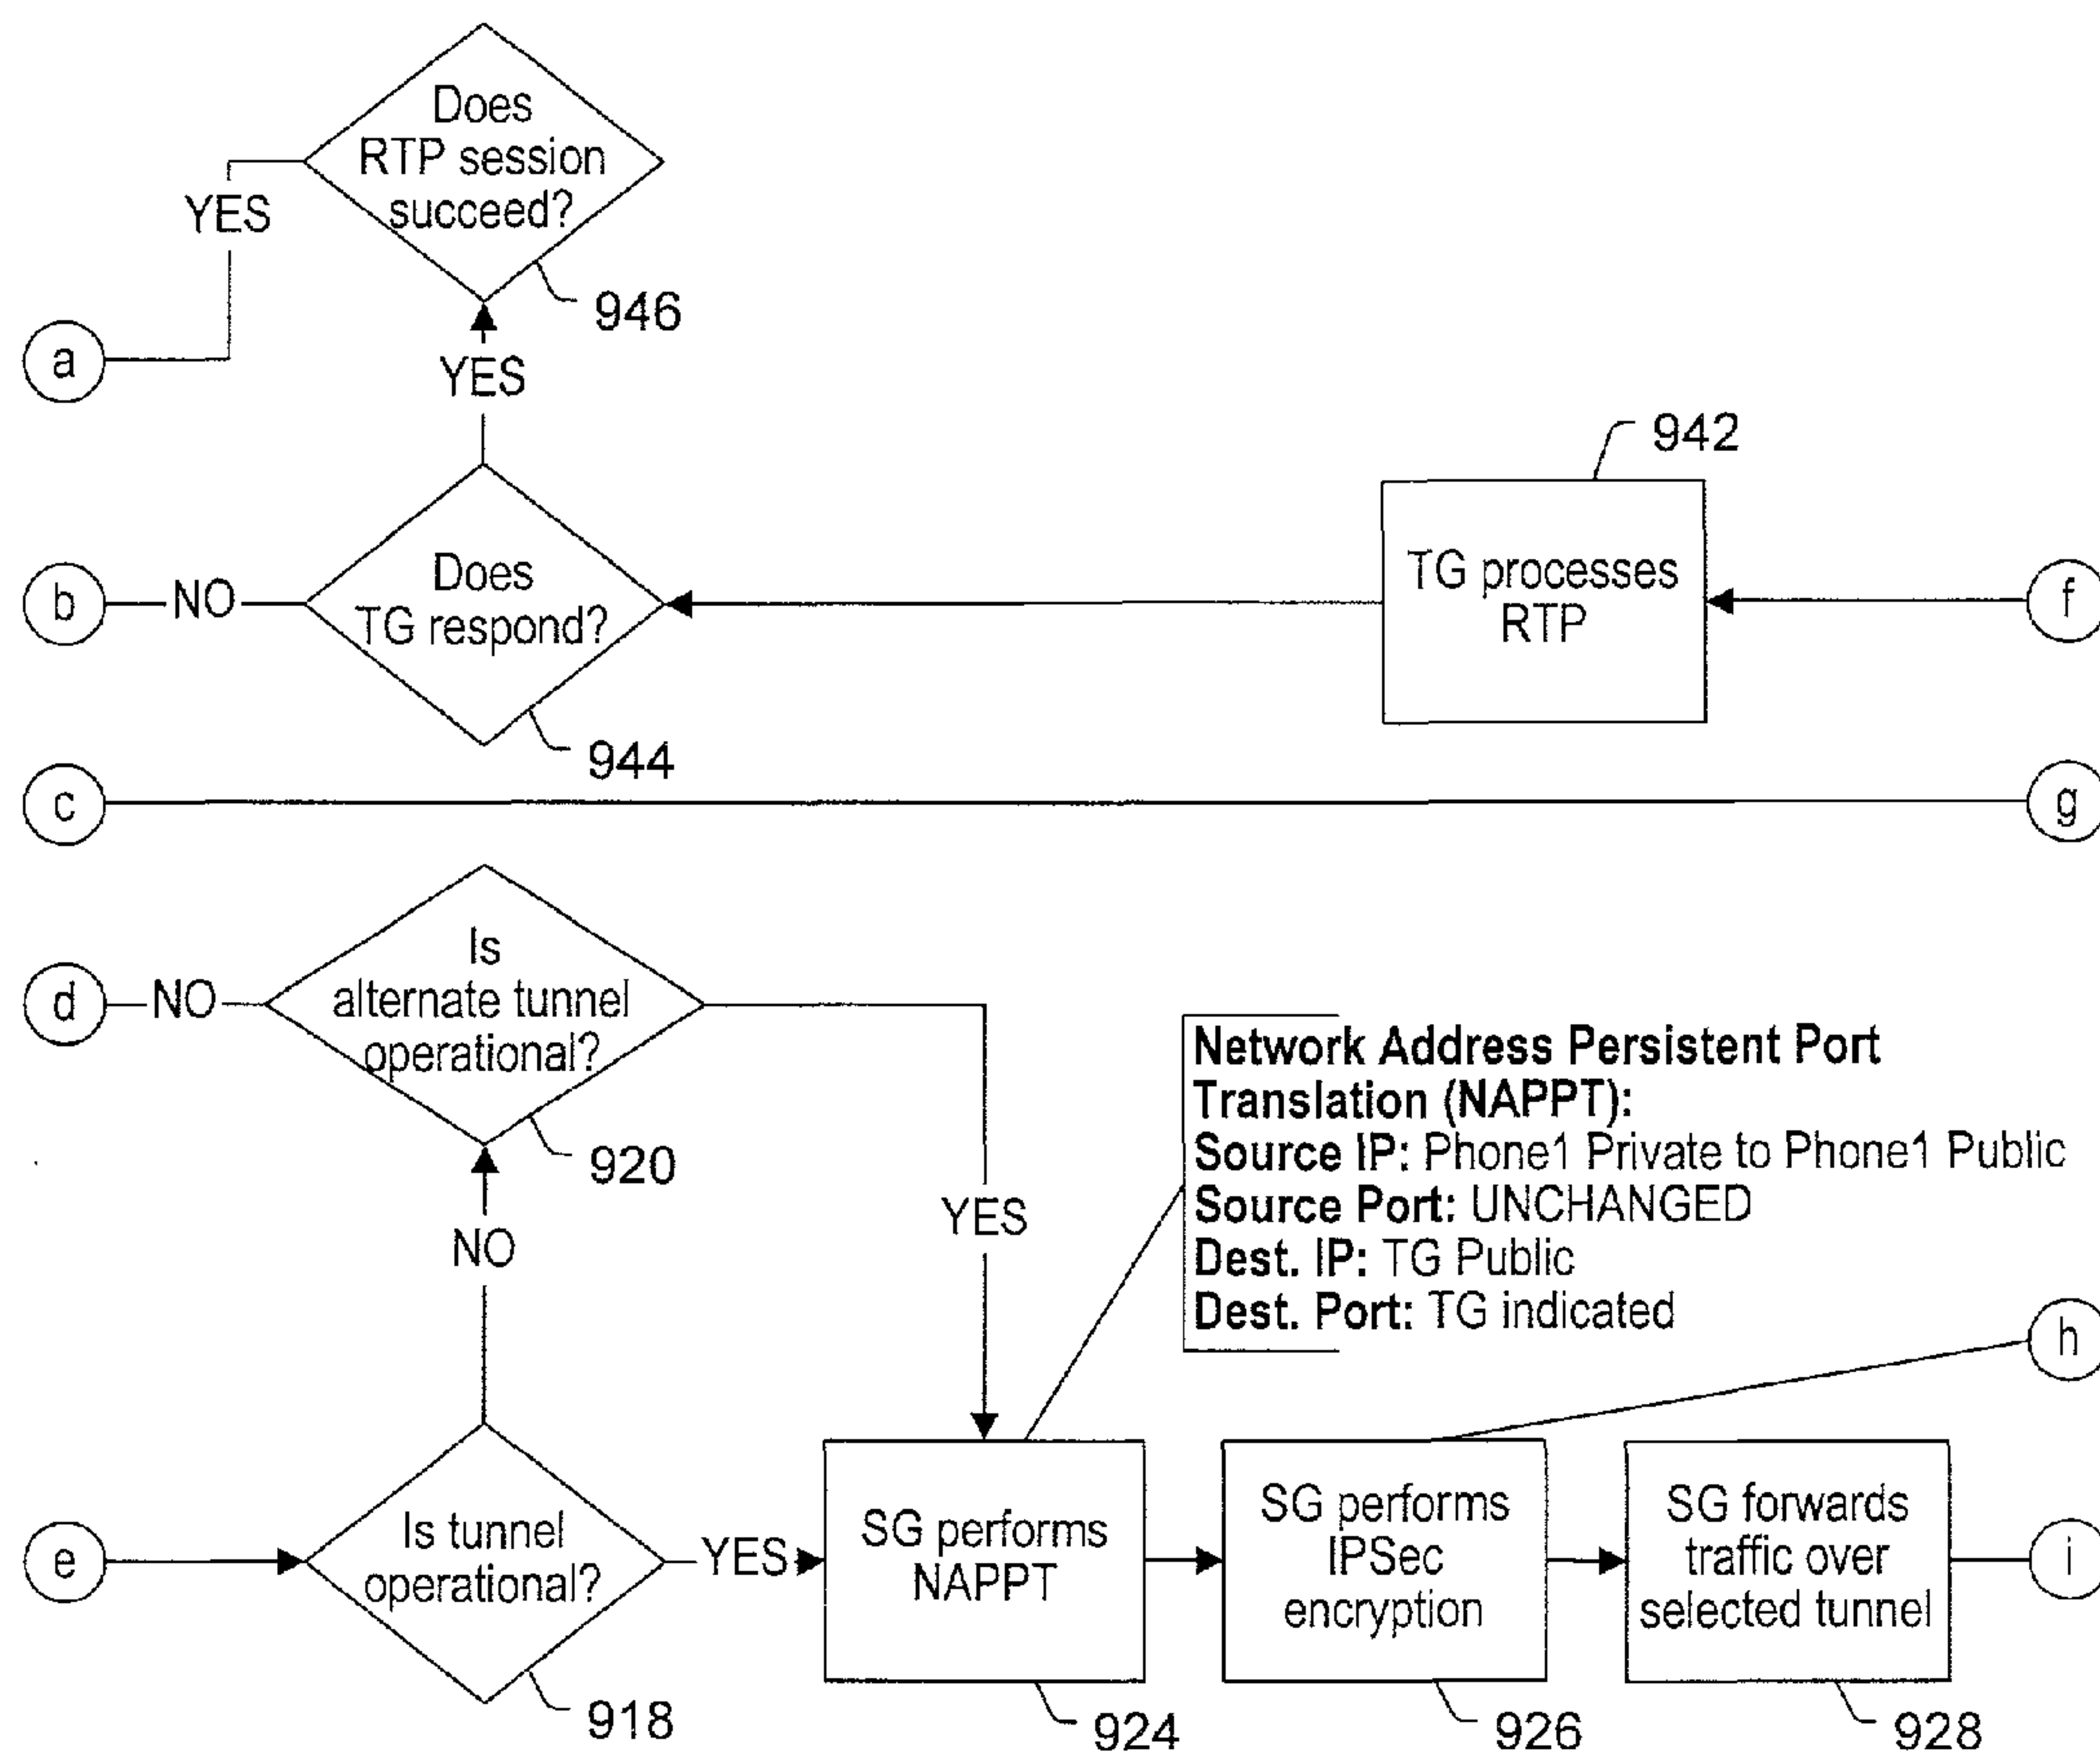 Does
RTP session
succeed?
YES
946
a
YES
942
TG processes
RTP
f
b
NO
Does
TG respond?
944
c
g
Is
alternate tunnel
operational?
d
NO
920
YES
Network Address Persistent Port
Translation (NAPPT):
Source IP: Phone1 Private to Phone1 Public
Source Port: UNCHANGED
Dest. IP: TG Public
Dest. Port: TG indicated
h
NO
e
Is tunnel
operational?
918
YES
SG performs
NAPPT
924
SG performs
IPSec
encryption
926
SG forwards
traffic over
selected tunnel
928
i